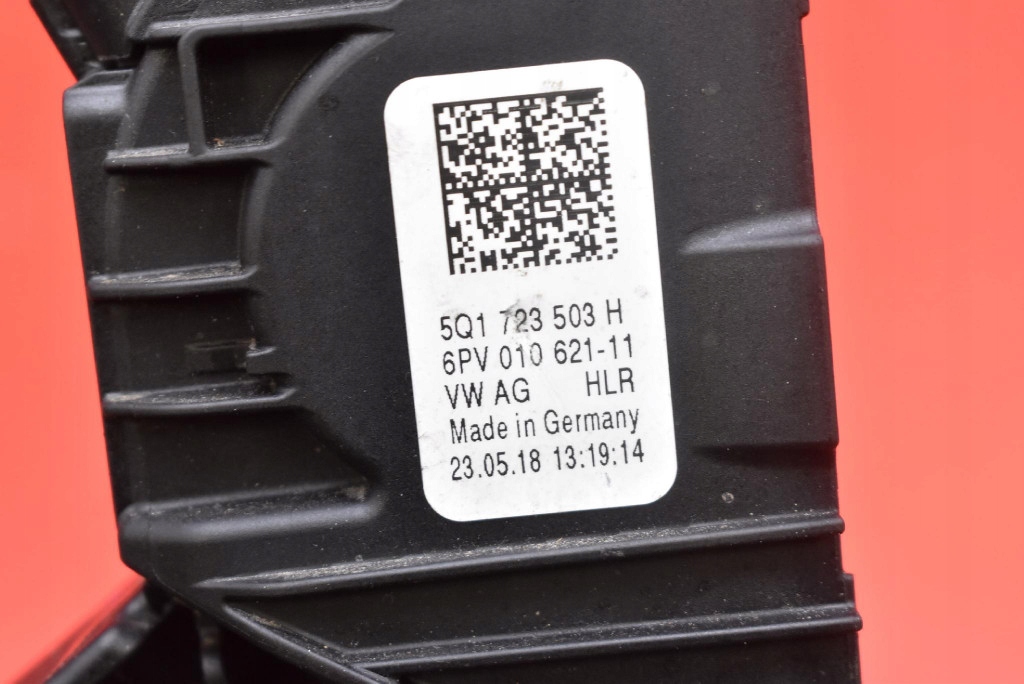 5Q1 723 503 H
6PV 010 621-11
VW AG HLR
Made in Germany
23.05.18 13:19:14